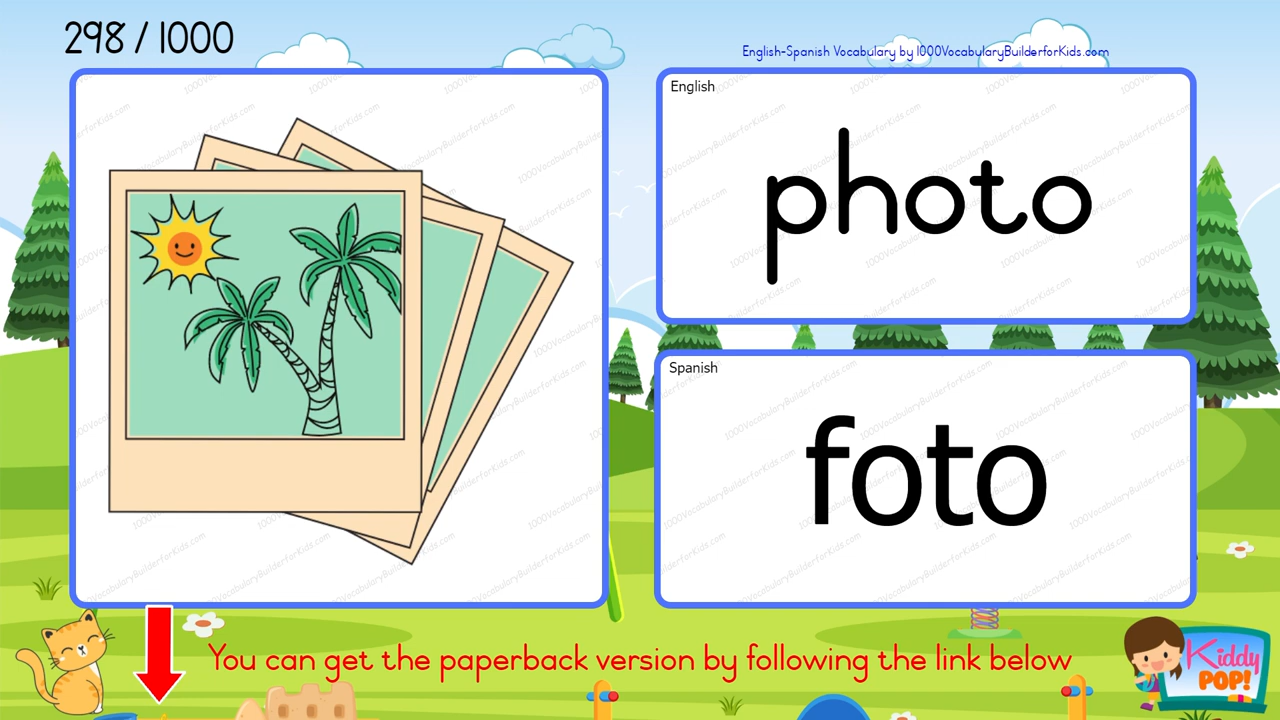 298 / 1000
English-Spanish Vocabulary by 1000VocabularyBuilderforKids.com
English
photo
Spanish
foto
You can get the paperback version by following the link below
Kiddy
POP!